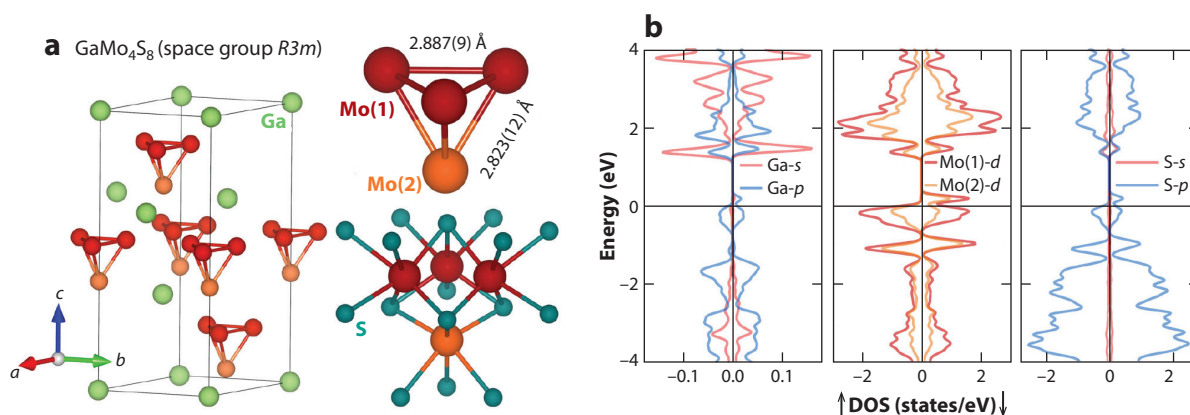 a GaMo₄S₈ (space group R3m)
Ga
a
b
c
2.887(9) Å
Mo(1)
2.823(12) Å
Mo(2)
S
b
Energy (eV)
4
2
0
−2
−4
Ga-s
Ga-p
Mo(1)-d
Mo(2)-d
S-s
S-p
−0.1 0.0 0.1
−2 0 2
−2 0 2
↑DOS (states/eV)↓